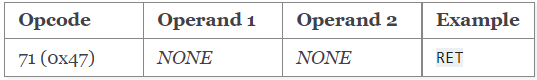 Opcode Operand 1 Operand 2 Example
71 (0x47) NONE NONE RET